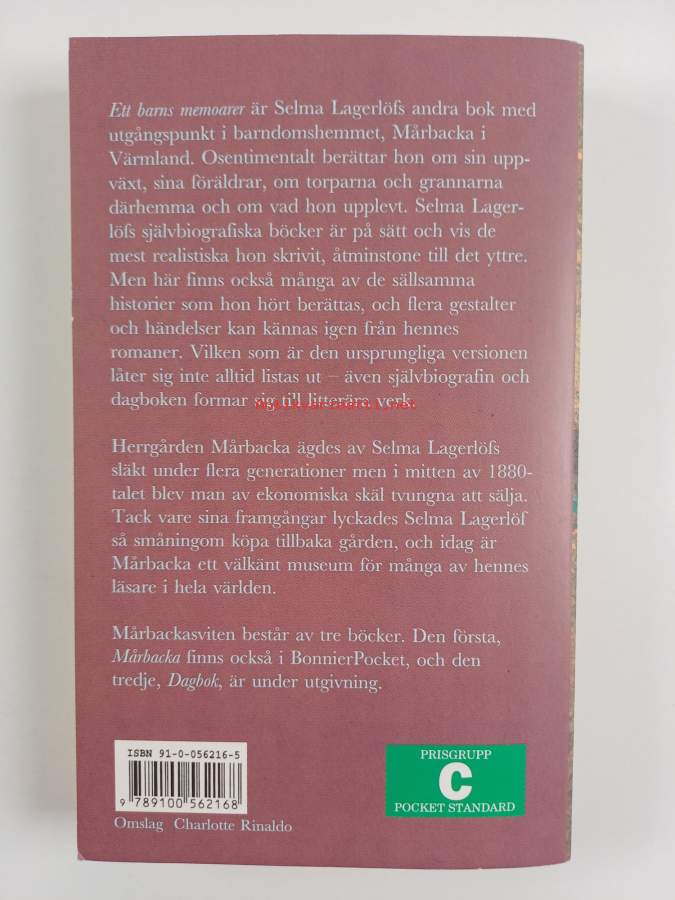 Ett barns memoarer är Selma Lagerlöfs andra bok med
utgångspunkt i barndomshemmet, Mårbacka i
Värmland. Osentimentalt berättar hon om sin upp-
växt, sina föräldrar, om torparna och grannarna
därhemma och om vad hon upplevt. Selma Lager-
löfs självbiografiska böcker är på sätt och vis de
mest realistiska hon skrivit, åtminstone till det yttre.
Men här finns också många av de sällsamma
historier som hon hört berättas, och flera gestalter
och händelser kan kännas igen från hennes
romaner. Vilken som är den ursprungliga versionen
låter sig inte alltid listas ut – även självbiografin och
dagboken formar sig till litterära verk.
Herrgården Mårbacka ägdes av Selma Lagerlöfs
släkt under flera generationer men i mitten av 1880-
talet blev man av ekonomiska skäl tvungna att sälja.
Tack vare sina framgångar lyckades Selma Lagerlöf
så småningom köpa tillbaka gården, och idag är
Mårbacka ett välkänt museum för många av hennes
läsare i hela världen.
Mårbackasviten består av tre böcker. Den första,
Mårbacka finns också i BonnierPocket, och den
tredje, Dagbok, är under utgivning.
ISBN 91-0-056216-5
9 789100 562168
Omslag Charlotte Rinaldo
PRISGRUPP
C
POCKET STANDARD